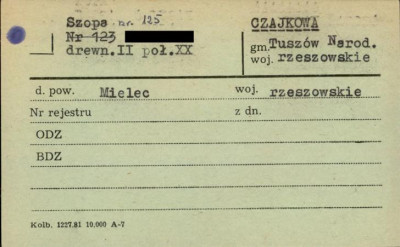 Szopa nr 125 CZAJKOWA
Nr 123 gm.Tuszów Narod.
drewn.II poł.XX woj. rzeszowskie
d. pow. Mielec woj. rzeszowskie
Nr rejestru z dn.
ODZ
BDZ
Kolb. 1227.81 10.000 A-7